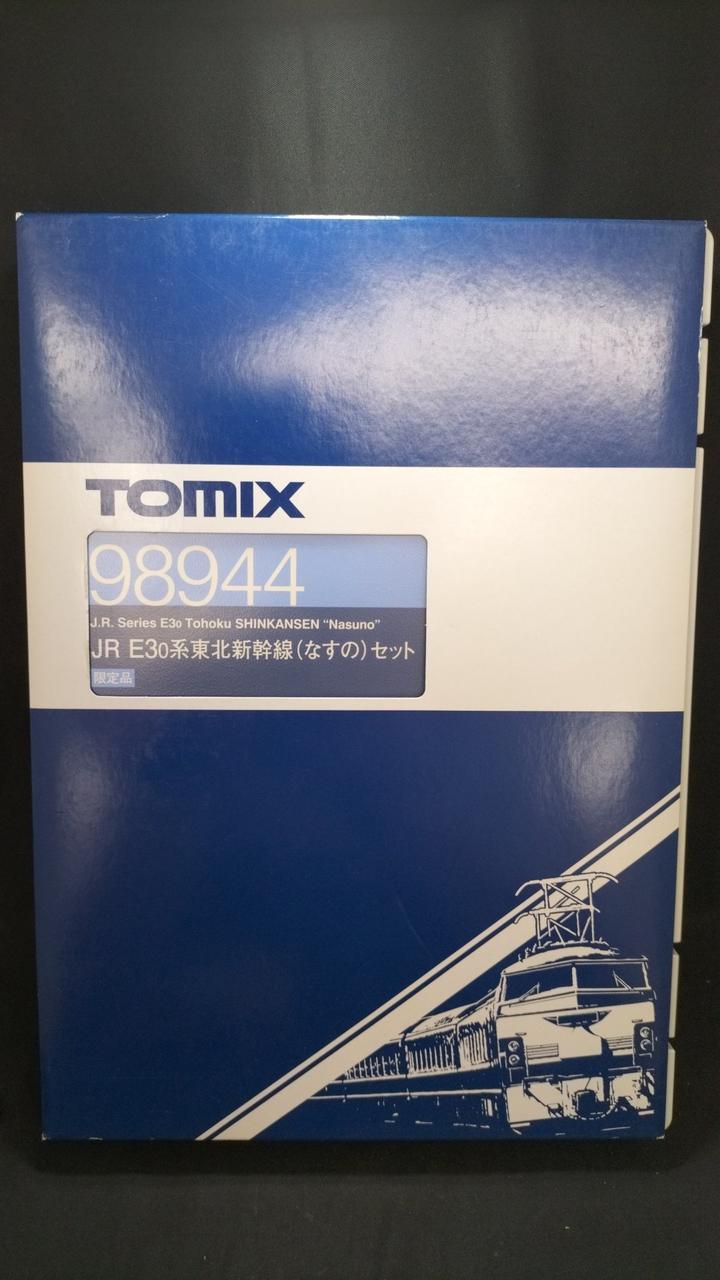 TOMIX
98944
J.R. Series E30 Tohoku SHINKANSEN “Nasuno”
JR E30系東北新幹線(なすの)セット
限定品